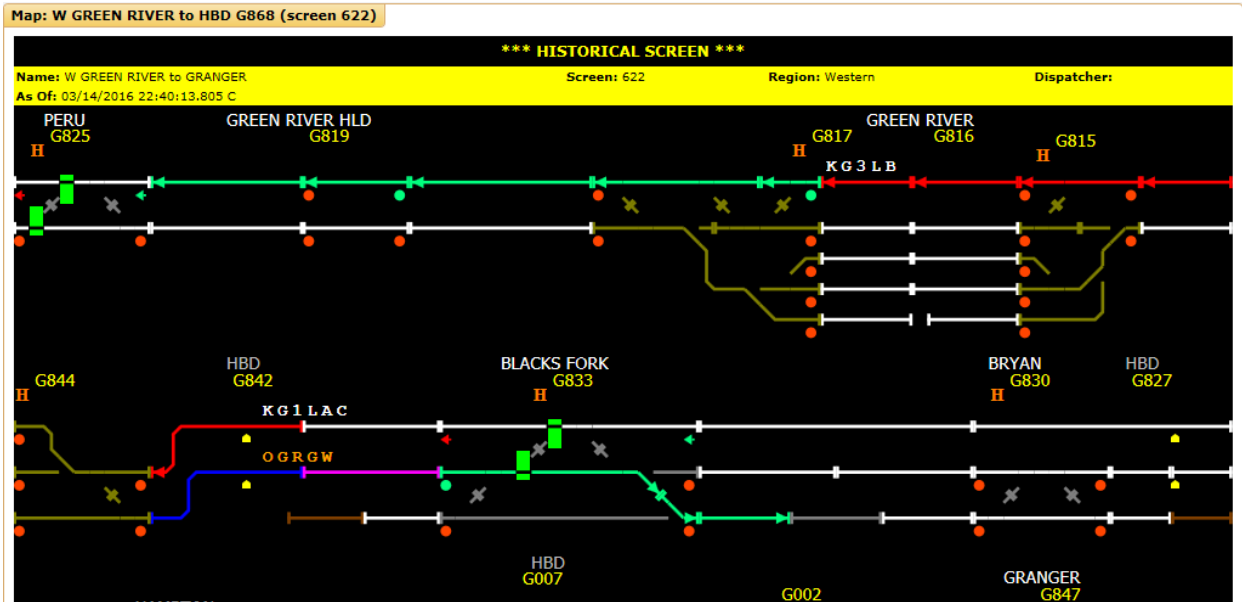 Map: W GREEN RIVER to HBD G868 (screen 622)
*** HISTORICAL SCREEN ***
Name: W GREEN RIVER to GRANGER Screen: 622 Region: Western Dispatcher:
As Of: 03/14/2016 22:40:13.805 C
PERU GREEN RIVER HLD GREEN RIVER
G825 G819 G817 G816 G815
H H H
KG3LB
HBD BLACKS FORK BRYAN HBD
G844 G842 G833 G830 G827
H H H
KG1LAC
OGRGW
HBD GRANGER
G007 G002 G847